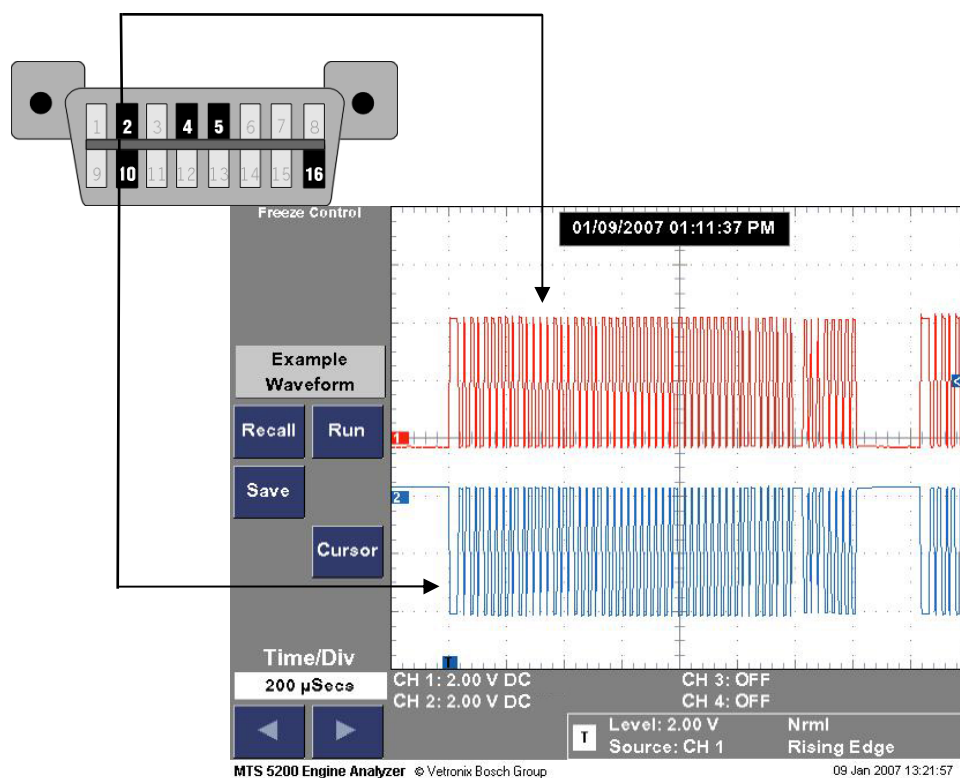 1 2 3 4 5 6 7 8
9 10 11 12 13 14 15 16
Freeze Control
01/09/2007 01:11:37 PM
Example
Waveform
Recall Run
1
Save
2
Cursor
T
Time/Div
200 µSecs
CH 1: 2.00 V DC CH 3: OFF
CH 2: 2.00 V DC CH 4: OFF
T Level: 2.00 V Nrml
Source: CH 1 Rising Edge
MTS 5200 Engine Analyzer © Vetronix Bosch Group 09 Jan 2007 13:21:57